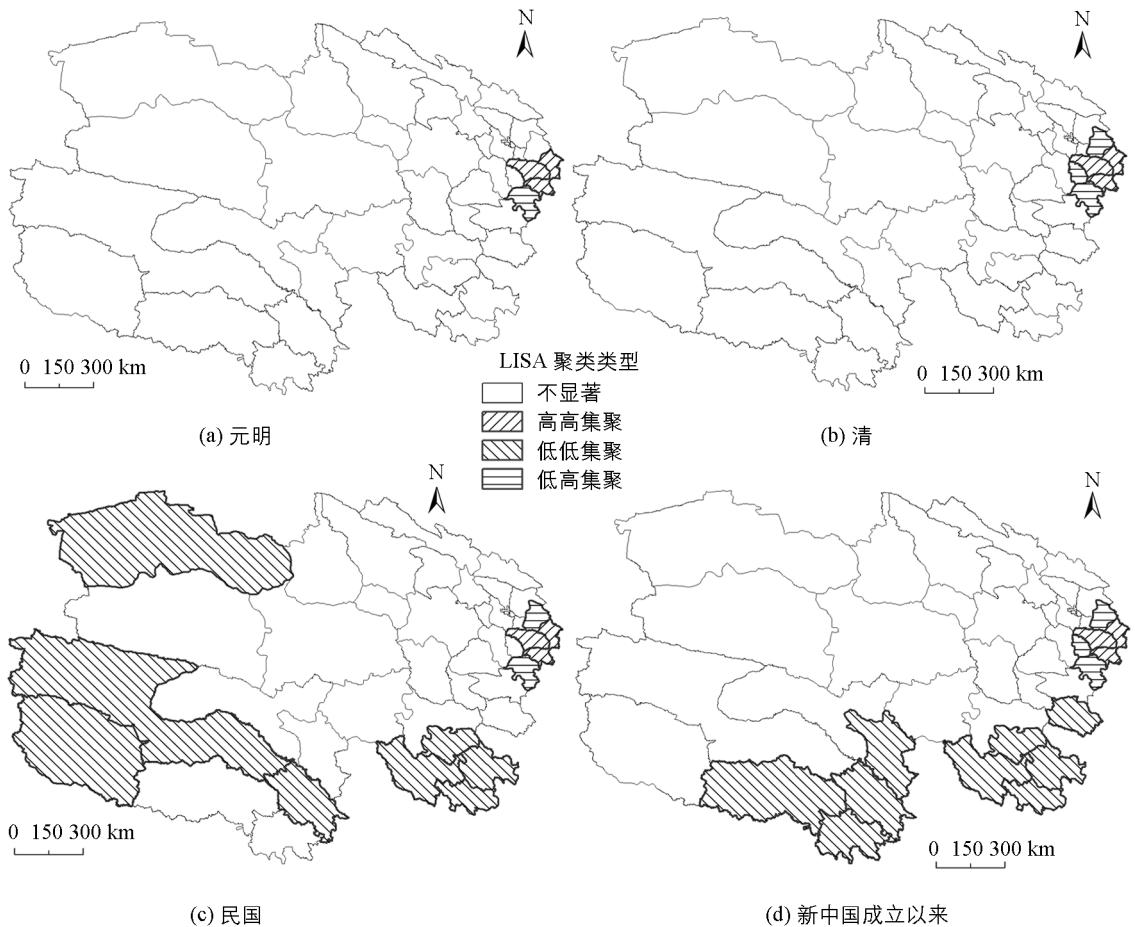 N
N
0 150 300 km
0 150 300 km
LISA 聚类类型
不显著
高高集聚
低低集聚
低高集聚
(a) 元明
(b) 清
N
N
0 150 300 km
0 150 300 km
(c) 民国
(d) 新中国成立以来